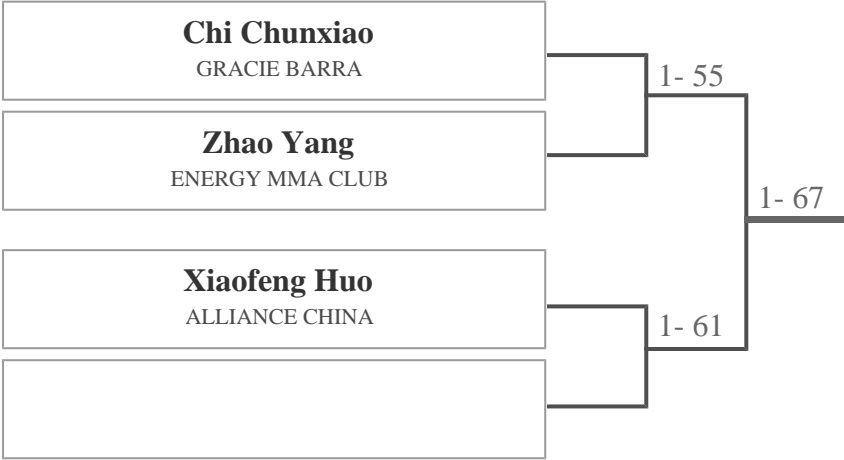 Chi Chunxiao
GRACIE BARRA
1- 55
Zhao Yang
ENERGY MMA CLUB
1- 67
Xiaofeng Huo
ALLIANCE CHINA
1- 61